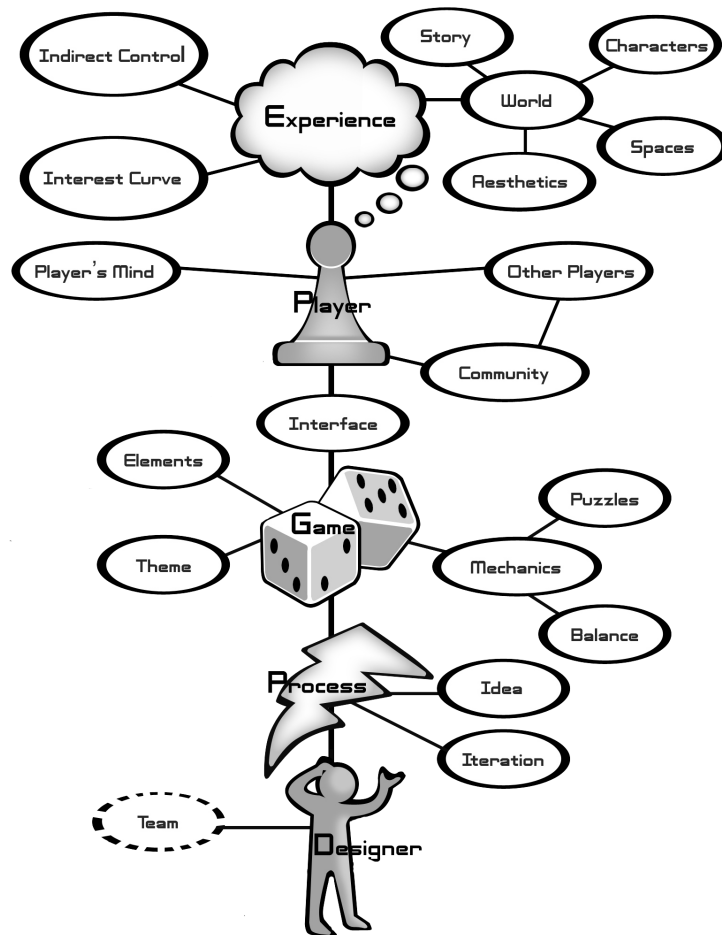 Story
Characters
Indirect Control
World
Experience
Spaces
Interest Curve
Aesthetics
Player's Mind
Other Players
Player
Community
Interface
Elements
Puzzles
Game
Theme
Mechanics
Balance
Process
Idea
Iteration
Team
Designer